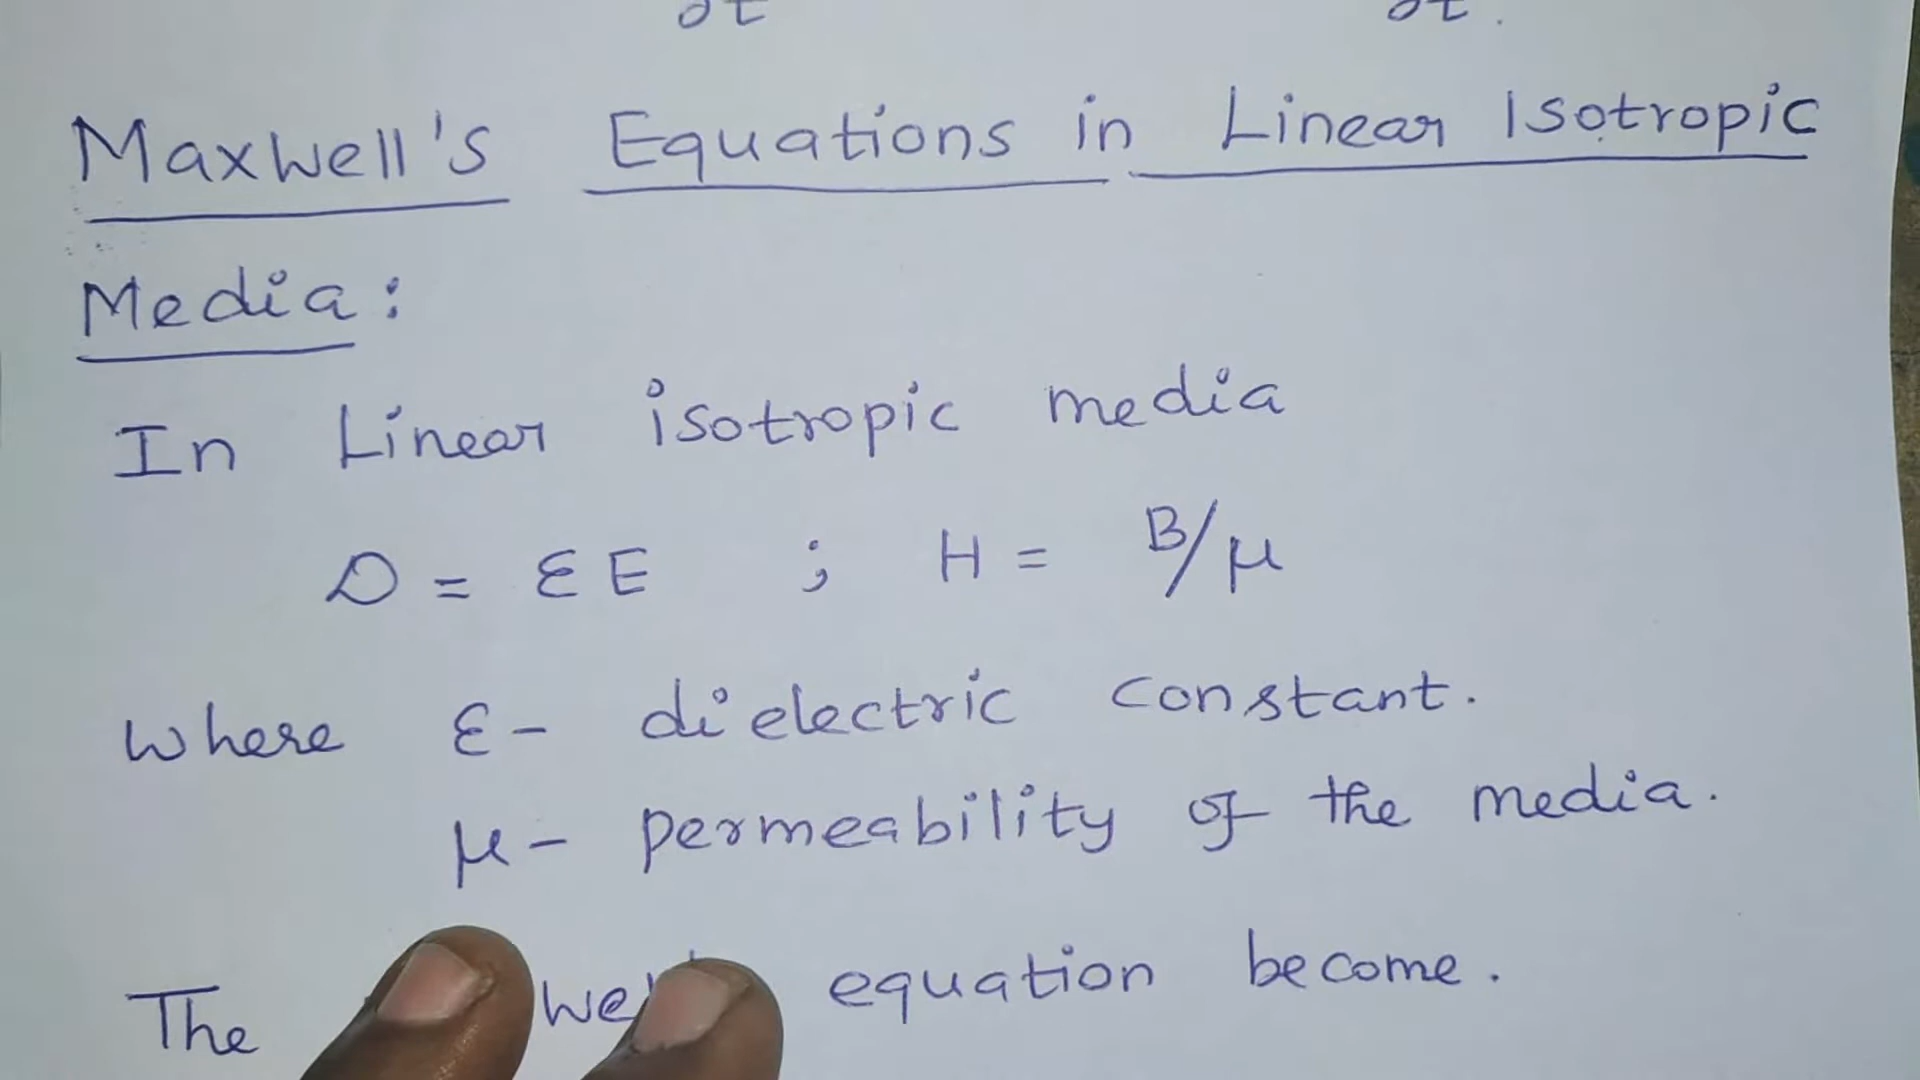 ∂t ∂t.
Maxwell's Equations in Linear Isotropic
Media:
In Linear isotropic media
D = εE ; H = B/μ
where ε - dielectric constant.
μ - permeability of the media.
The equation become.